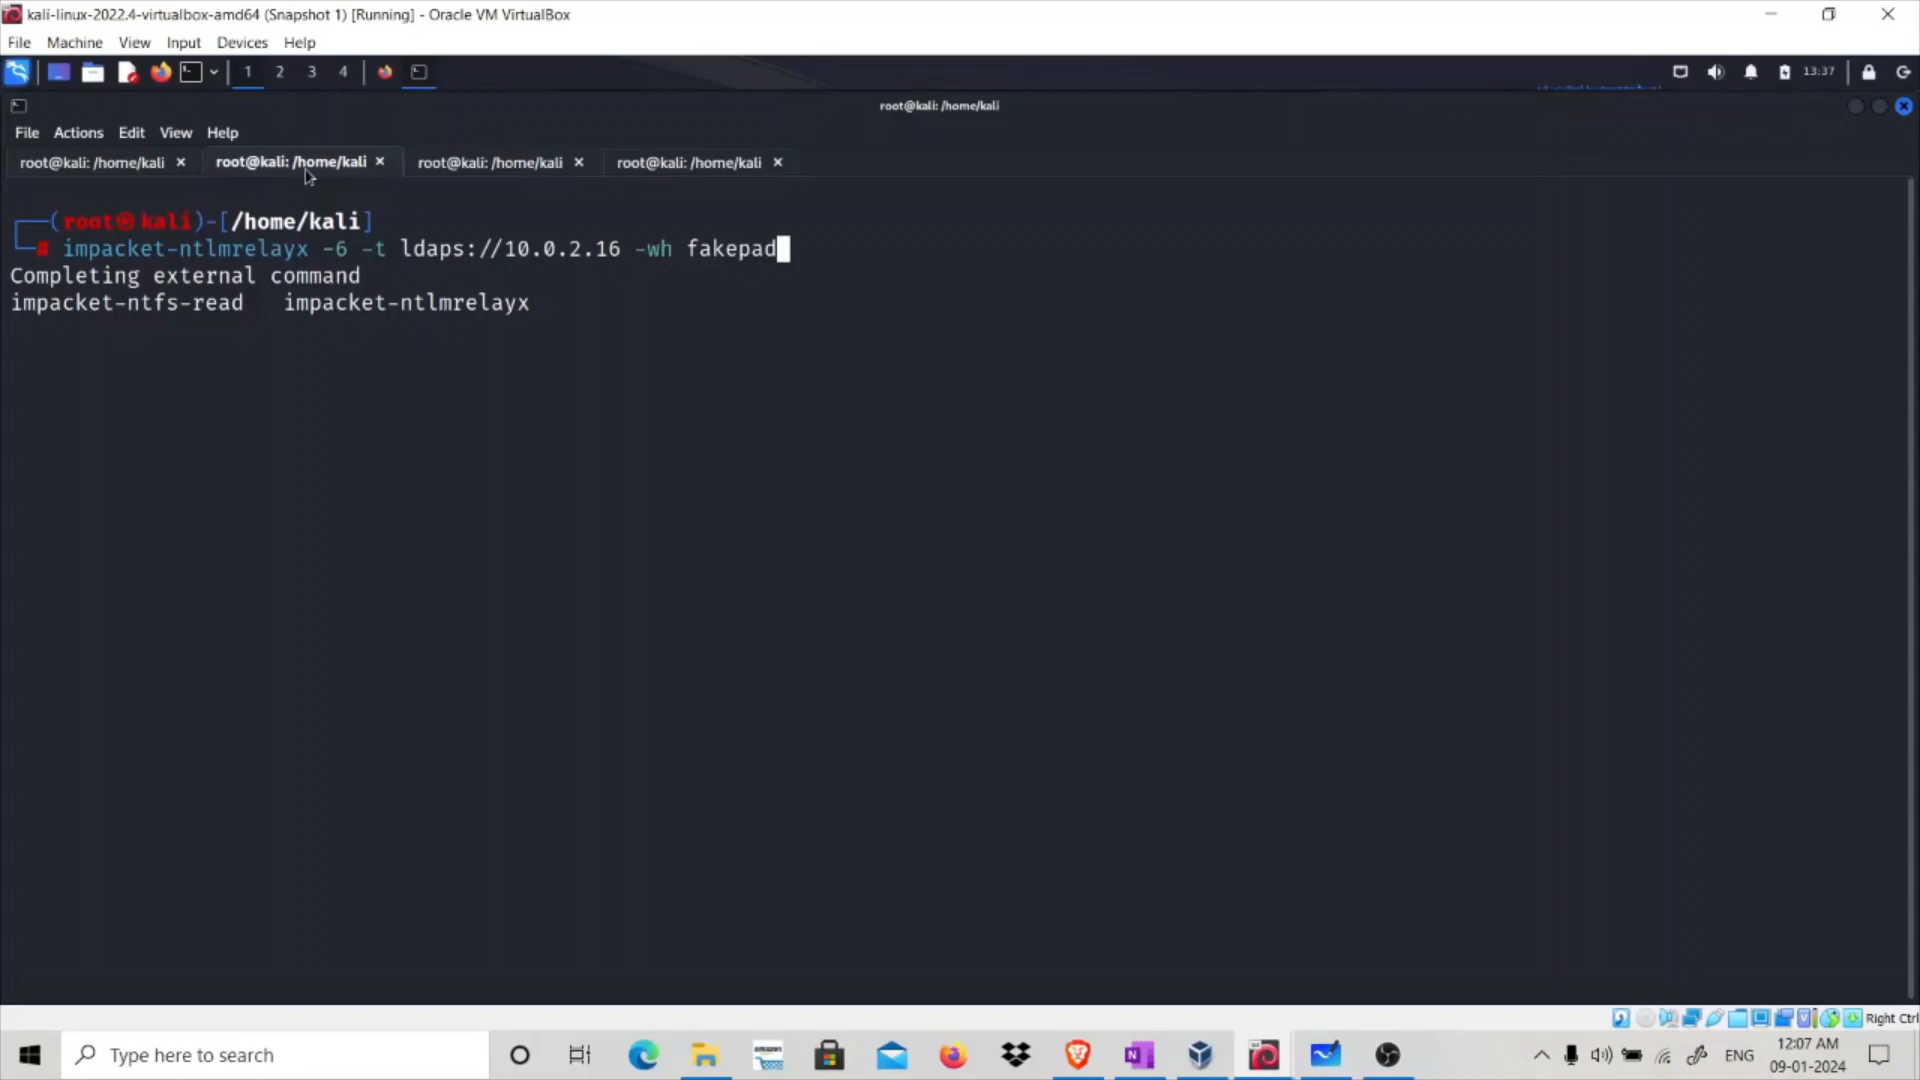 kali-linux-2022.4-virtualbox-amd64 (Snapshot 1) [Running] - Oracle VM VirtualBox
File Machine View Input Devices Help
1 2 3 4
13:37
root@kali: /home/kali
File Actions Edit View Help
root@kali: /home/kali × root@kali: /home/kali × root@kali: /home/kali × root@kali: /home/kali ×
┌──(root㉿kali)-[/home/kali]
└─# impacket-ntlmrelayx -6 -t ldaps://10.0.2.16 -wh fakepad
Completing external command
impacket-ntfs-read impacket-ntlmrelayx
Right Ctrl
Type here to search
amazon
ENG
12:07 AM
09-01-2024